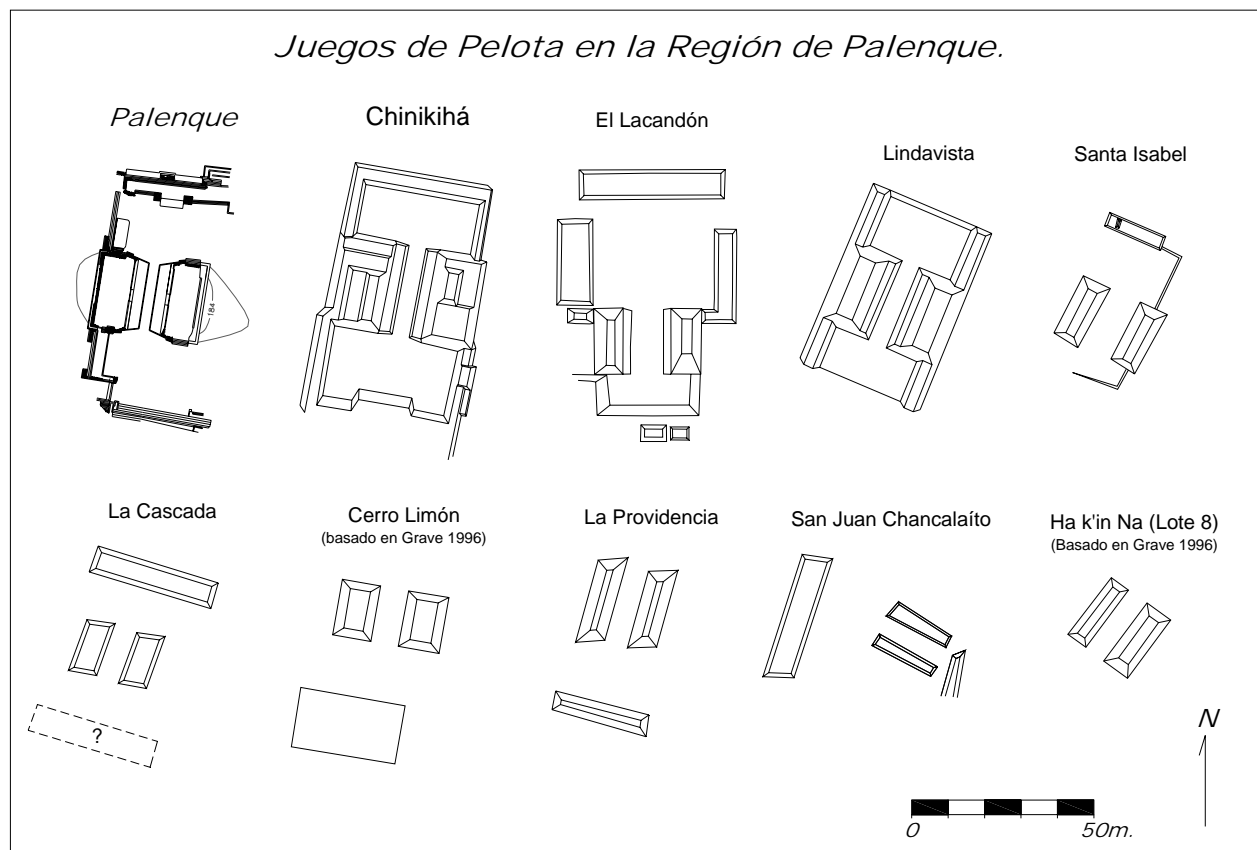 Juegos de Pelota en la Región de Palenque.
Palenque
Chinikihá
El Lacandón
Lindavista
Santa Isabel
184
La Cascada
Cerro Limón
(basado en Grave 1996)
La Providencia
San Juan Chancalaíto
Ha k'in Na (Lote 8)
(Basado en Grave 1996)
?
N
0
50m.